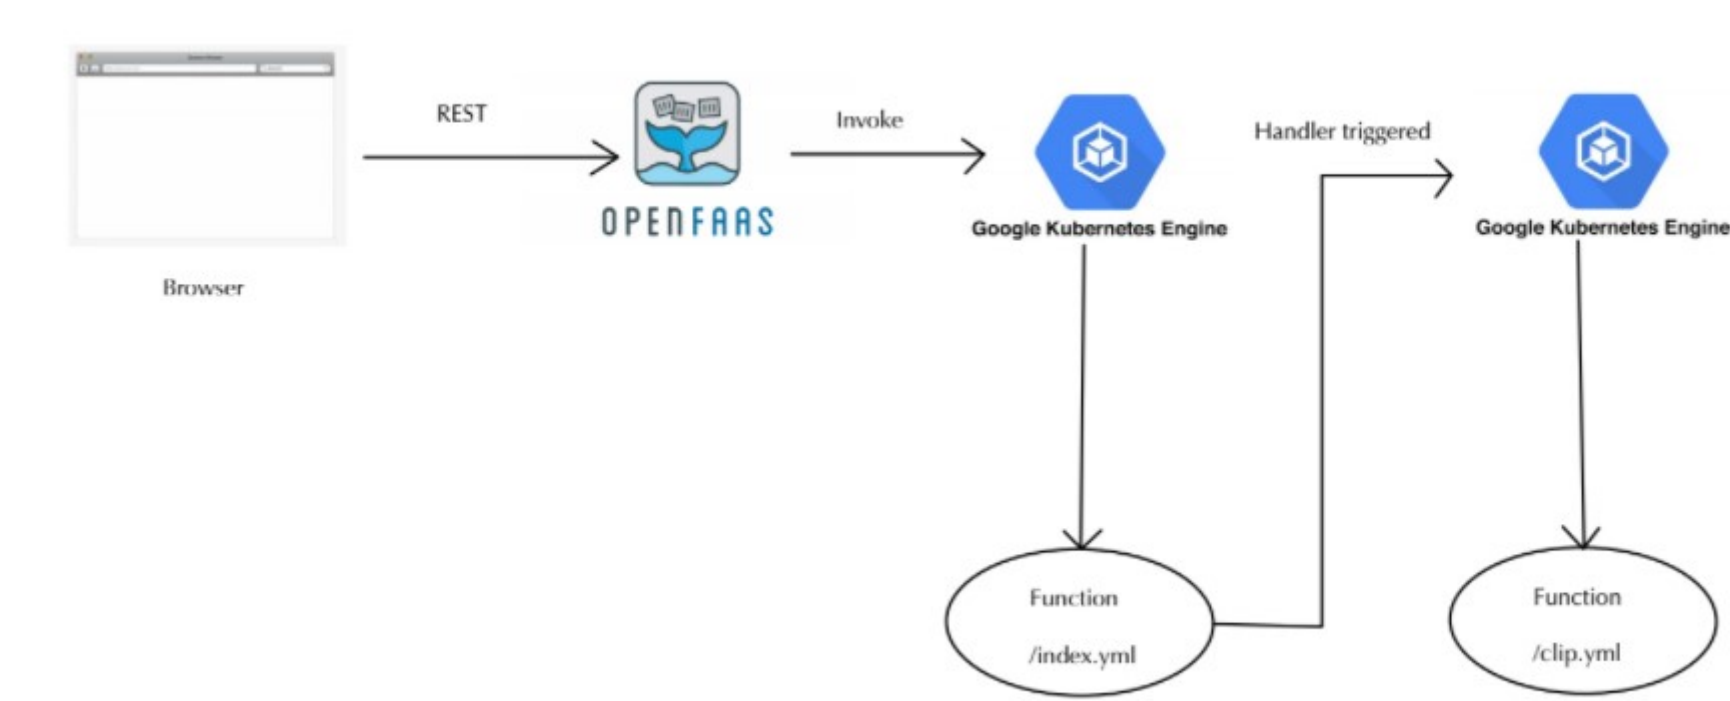 REST
OPENFAAS
Invoke
Google Kubernetes Engine
Handler triggered
Google Kubernetes Engine
Browser
Function
/index.yml
Function
/clip.yml